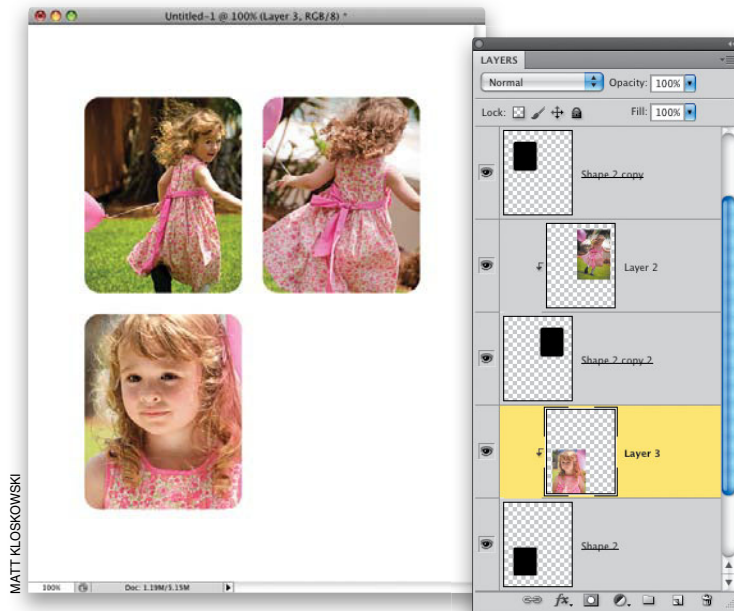 Untitled-1 @ 100% (Layer 3, RGB/8) *
LAYERS
Normal
Opacity: 100%
Lock:
Fill: 100%
Shape 2 copy
Layer 2
Shape 2 copy 2
Layer 3
Shape 2
100%
Doc: 1.19M/5.15M
fx.
MATT KLOSKOWSKI